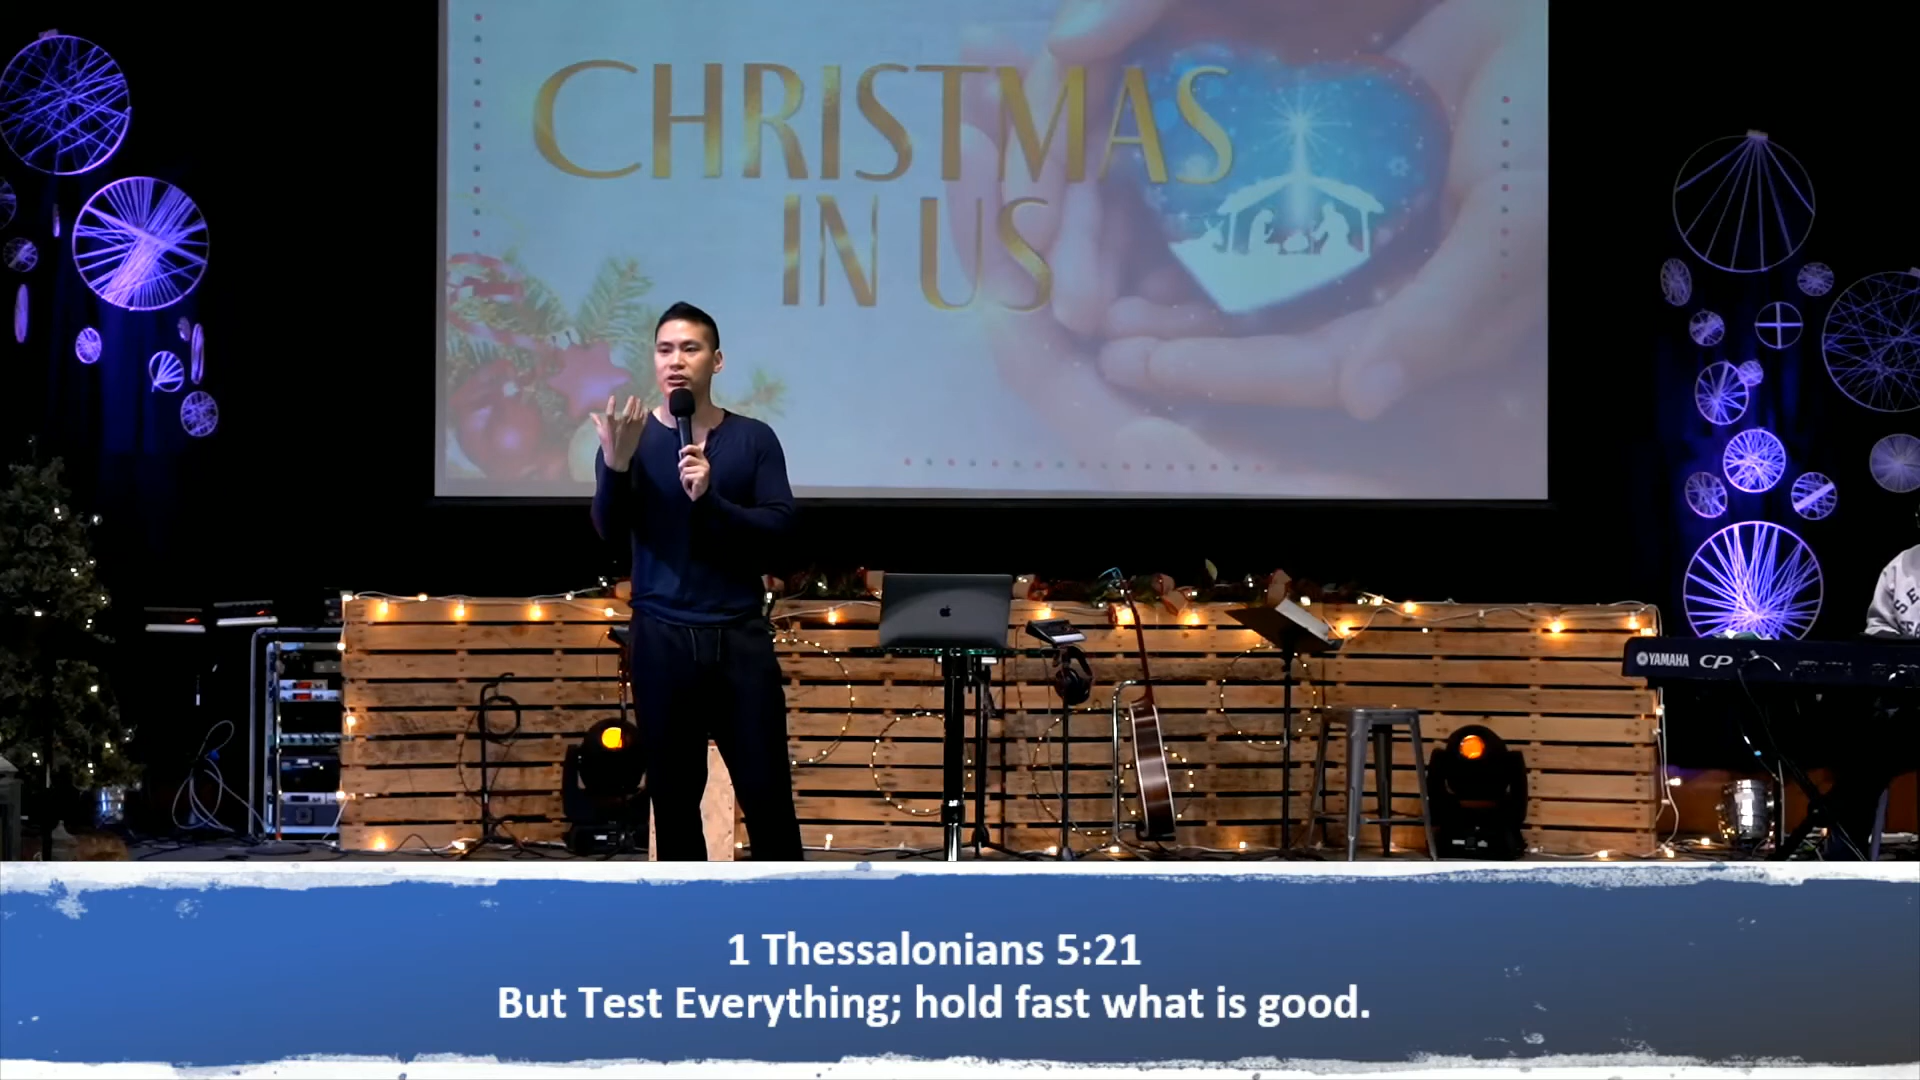 CHRISTMAS
IN US
YAMAHA CP
1 Thessalonians 5:21
But Test Everything; hold fast what is good.